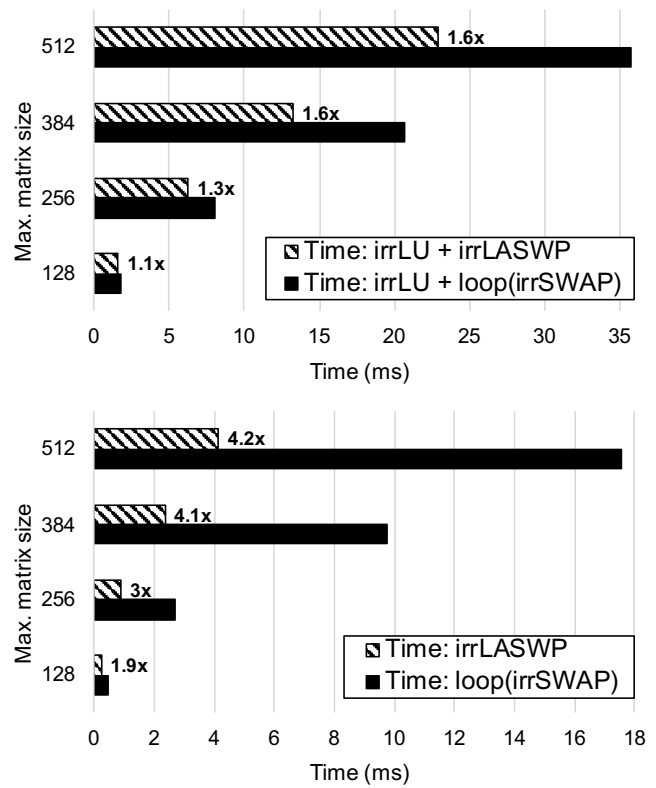 512
1.6x
384
1.6x
256
1.3x
128
1.1x
Max. matrix size
Time: irrLU + irrLASWP
Time: irrLU + loop(irrSWAP)
0 5 10 15 20 25 30 35
Time (ms)
512
4.2x
384
4.1x
256
3x
128
1.9x
Max. matrix size
Time: irrLASWP
Time: loop(irrSWAP)
0 2 4 6 8 10 12 14 16 18
Time (ms)